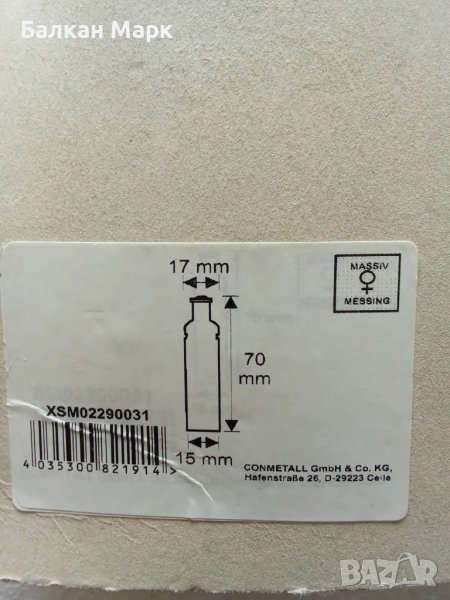 Балкан Марк
17 mm
MASSIV
MESSING
70
mm
XSM02290031
4 035300 821914 >
15 mm
CONMETALL GmbH & Co. KG,
Hafenstraße 26, D-29223 Celle
BAZAR